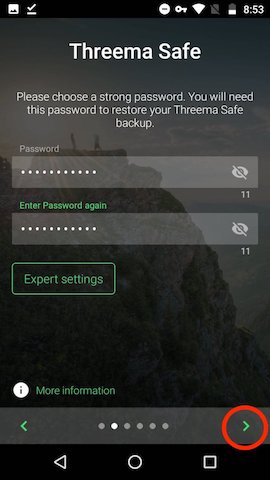 8:53
Threema Safe
Please choose a strong password. You will need
this password to restore your Threema Safe
backup.
Password
•••••••••••
11
Enter Password again
•••••••••••
11
Expert settings
More information